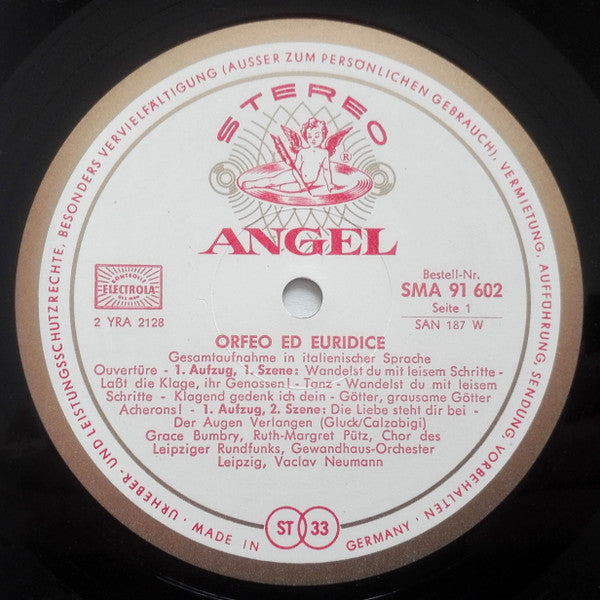 URHEBER- UND LEISTUNGSSCHUTZRECHTE, BESONDERS VERVIELFÄLTIGUNG (AUSSER ZUM PERSÖNLICHEN GEBRAUCH), VERMIETUNG, AUFFÜHRUNG, SENDUNG, VORBEHALTEN ·
STEREO
®
ANGEL
ELECTROLA
2 YRA 2128
Bestell-Nr.
SMA 91 602
Seite 1
SAN 187 W
ORFEO ED EURIDICE
Gesamtaufnahme in italienischer Sprache
Ouvertüre - 1. Aufzug, 1. Szene: Wandelst du mit leisem Schritte -
Laßt die Klage, ihr Genossen! - Tanz - Wandelst du mit leisem
Schritte - Klagend gedenk ich dein - Götter, grausame Götter
Acherons! - 1. Aufzug, 2. Szene: Die Liebe steht dir bei -
Der Augen Verlangen (Gluck/Calzabigi)
Grace Bumbry, Ruth-Margret Pütz, Chor des
Leipziger Rundfunks, Gewandhaus-Orchester
Leipzig, Vaclav Neumann
MADE IN GERMANY ·
ST 33